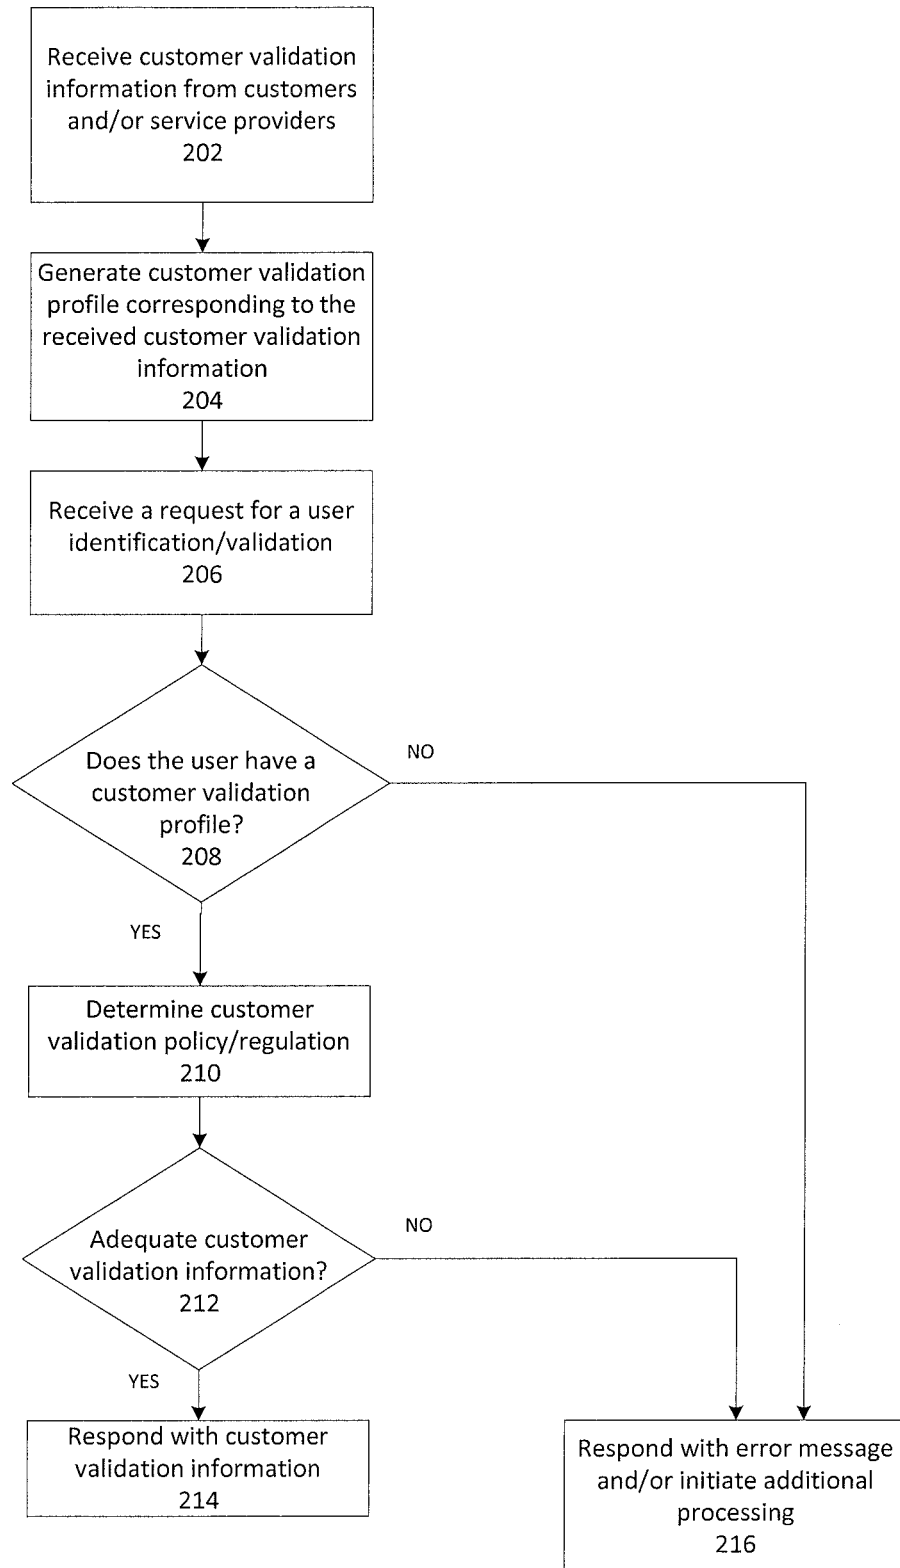 Receive customer validation
information from customers
and/or service providers
202
Generate customer validation
profile corresponding to the
received customer validation
information
204
Receive a request for a user
identification/validation
206
Does the user have a
customer validation
profile?
208
NO
YES
Determine customer
validation policy/regulation
210
Adequate customer
validation information?
212
NO
YES
Respond with customer
validation information
214
Respond with error message
and/or initiate additional
processing
216